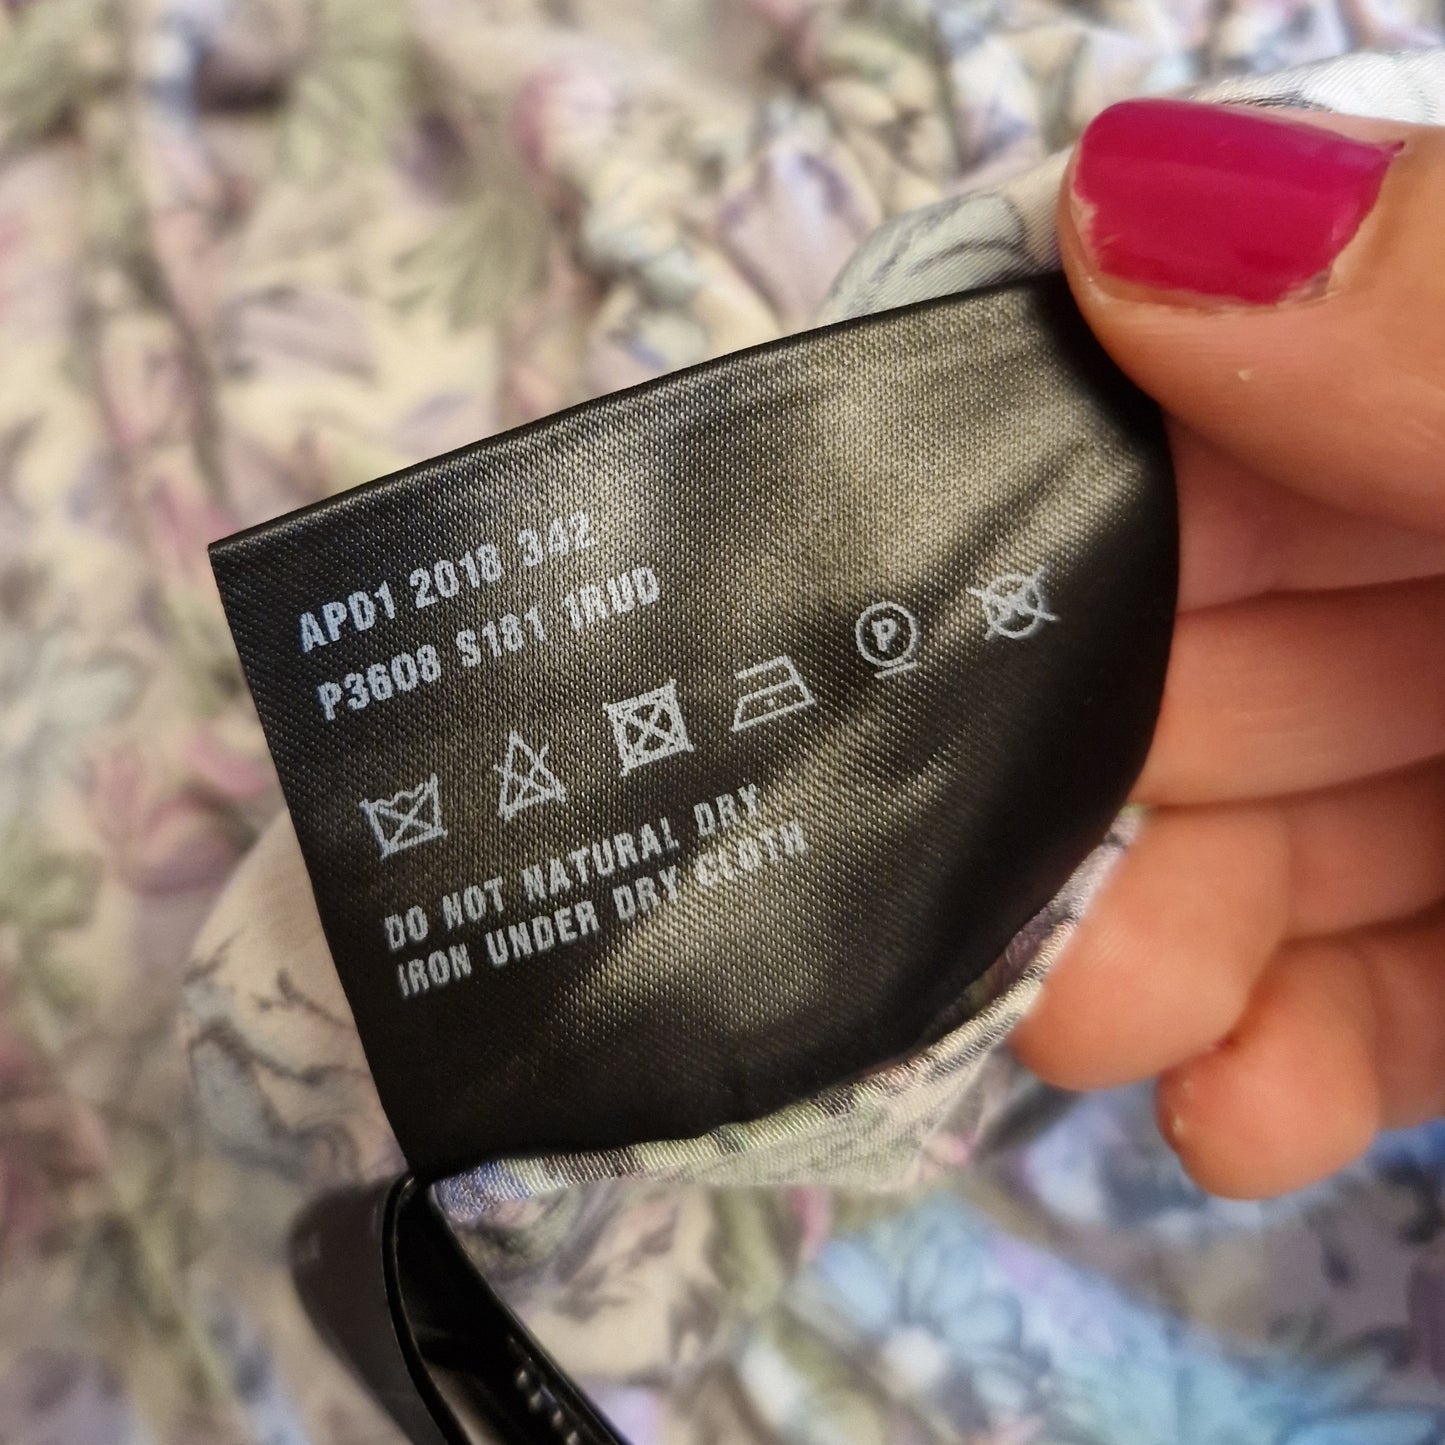 AP01 2018 342
P3608 S181 1RUD
P
DO NOT NATURAL DRY
IRON UNDER DRY CLOTH